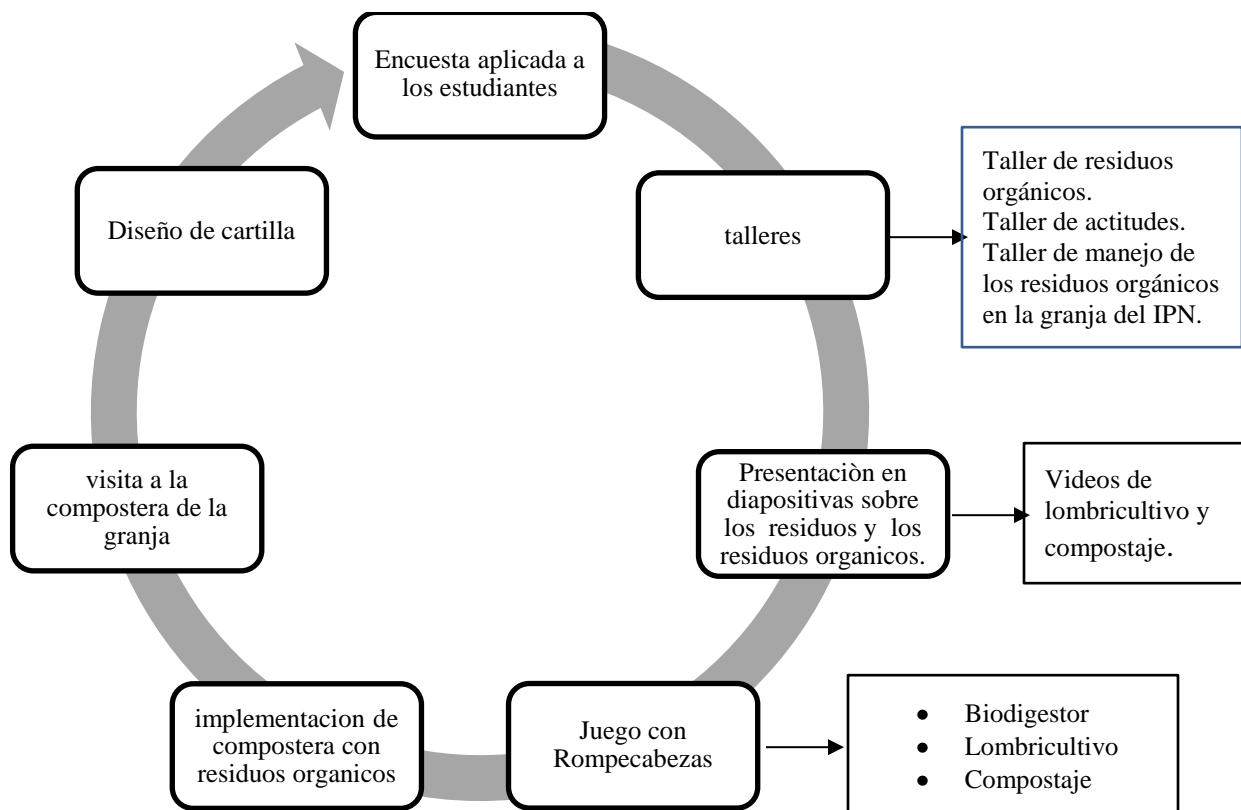 Encuesta aplicada a
los estudiantes
talleres
Taller de residuos
orgánicos.
Taller de actitudes.
Taller de manejo de
los residuos orgánicos
en la granja del IPN.
Presentaciòn en
diapositivas sobre
los residuos y los
residuos organicos.
Videos de
lombricultivo y
compostaje.
Juego con
Rompecabezas
• Biodigestor
• Lombricultivo
• Compostaje
implementacion de
compostera con
residuos organicos
visita a la
compostera de la
granja
Diseño de cartilla